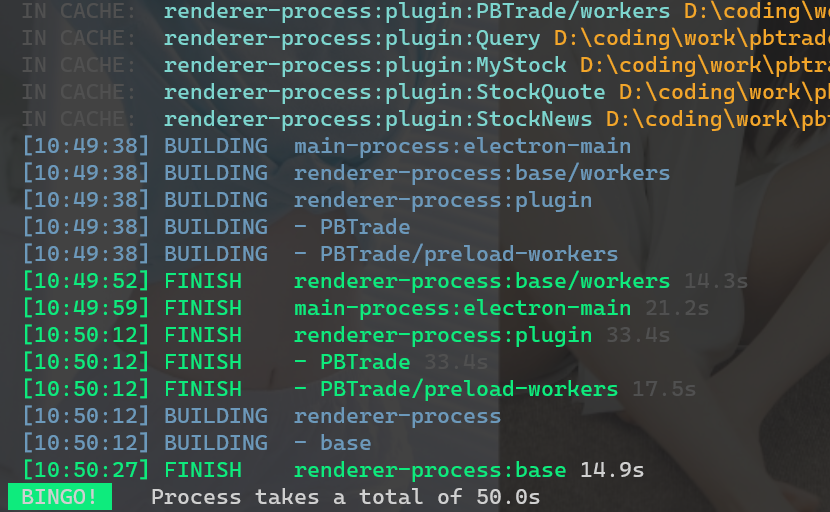 IN CACHE: renderer-process:plugin:PBTrade/workers D:\coding\wo
IN CACHE: renderer-process:plugin:Query D:\coding\work\pbtrade
IN CACHE: renderer-process:plugin:MyStock D:\coding\work\pbtra
IN CACHE: renderer-process:plugin:StockQuote D:\coding\work\pb
IN CACHE: renderer-process:plugin:StockNews D:\coding\work\pbt
[10:49:38] BUILDING main-process:electron-main
[10:49:38] BUILDING renderer-process:base/workers
[10:49:38] BUILDING renderer-process:plugin
[10:49:38] BUILDING - PBTrade
[10:49:38] BUILDING - PBTrade/preload-workers
[10:49:52] FINISH renderer-process:base/workers 14.3s
[10:49:59] FINISH main-process:electron-main 21.2s
[10:50:12] FINISH renderer-process:plugin 33.4s
[10:50:12] FINISH - PBTrade 33.4s
[10:50:12] FINISH - PBTrade/preload-workers 17.5s
[10:50:12] BUILDING renderer-process
[10:50:12] BUILDING - base
[10:50:27] FINISH renderer-process:base 14.9s
BINGO! Process takes a total of 50.0s